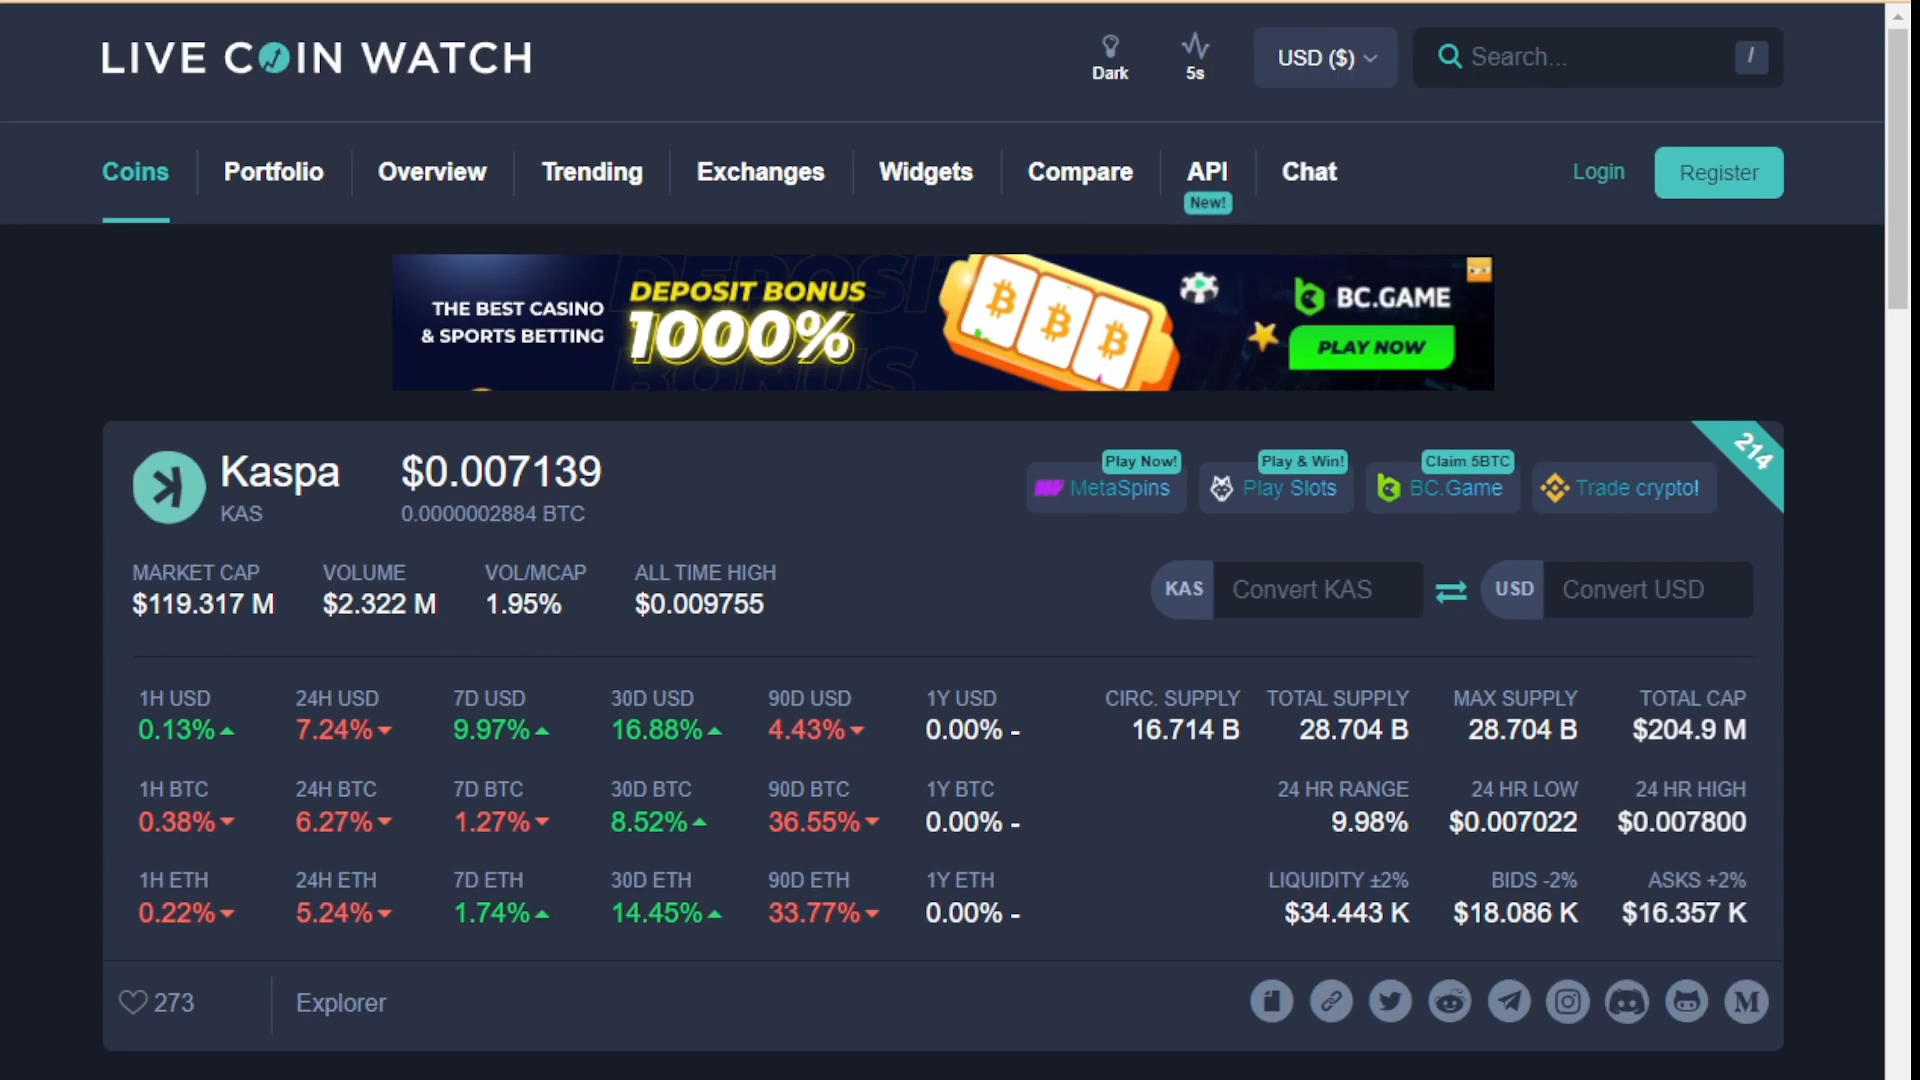 LIVE COIN WATCH
Dark
5s
USD ($)
Search...
/
Coins
Portfolio
Overview
Trending
Exchanges
Widgets
Compare
API
New!
Chat
Login
Register
THE BEST CASINO
& SPORTS BETTING
DEPOSIT BONUS
1000%
BC.GAME
PLAY NOW
Kaspa
KAS
$0.007139
0.0000002884 BTC
Play Now!
MetaSpins
Play & Win!
Play Slots
Claim 5BTC
BC.Game
Trade crypto!
214
MARKET CAP VOLUME VOL/MCAP ALL TIME HIGH
$119.317 M $2.322 M 1.95% $0.009755
KAS Convert KAS USD Convert USD
1H USD 24H USD 7D USD 30D USD 90D USD 1Y USD CIRC. SUPPLY TOTAL SUPPLY MAX SUPPLY TOTAL CAP
0.13% 7.24% 9.97% 16.88% 4.43% 0.00% - 16.714 B 28.704 B 28.704 B $204.9 M
1H BTC 24H BTC 7D BTC 30D BTC 90D BTC 1Y BTC 24 HR RANGE 24 HR LOW 24 HR HIGH
0.38% 6.27% 1.27% 8.52% 36.55% 0.00% - 9.98% $0.007022 $0.007800
1H ETH 24H ETH 7D ETH 30D ETH 90D ETH 1Y ETH LIQUIDITY ±2% BIDS -2% ASKS +2%
0.22% 5.24% 1.74% 14.45% 33.77% 0.00% - $34.443 K $18.086 K $16.357 K
273
Explorer